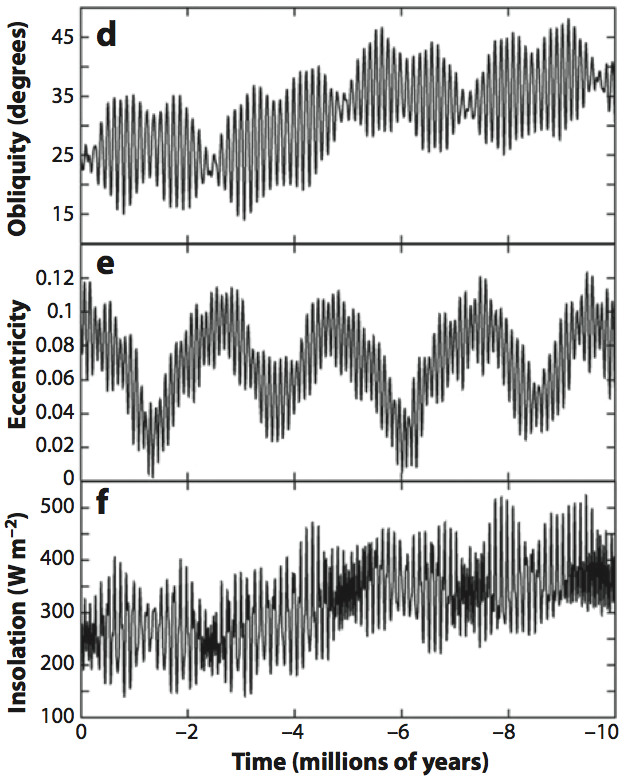 d
Obliquity (degrees)
45
35
25
15
e
Eccentricity
0.12
0.1
0.08
0.06
0.04
0.02
0
f
Insolation (W m−2)
500
400
300
200
100
0 −2 −4 −6 −8 −10
Time (millions of years)